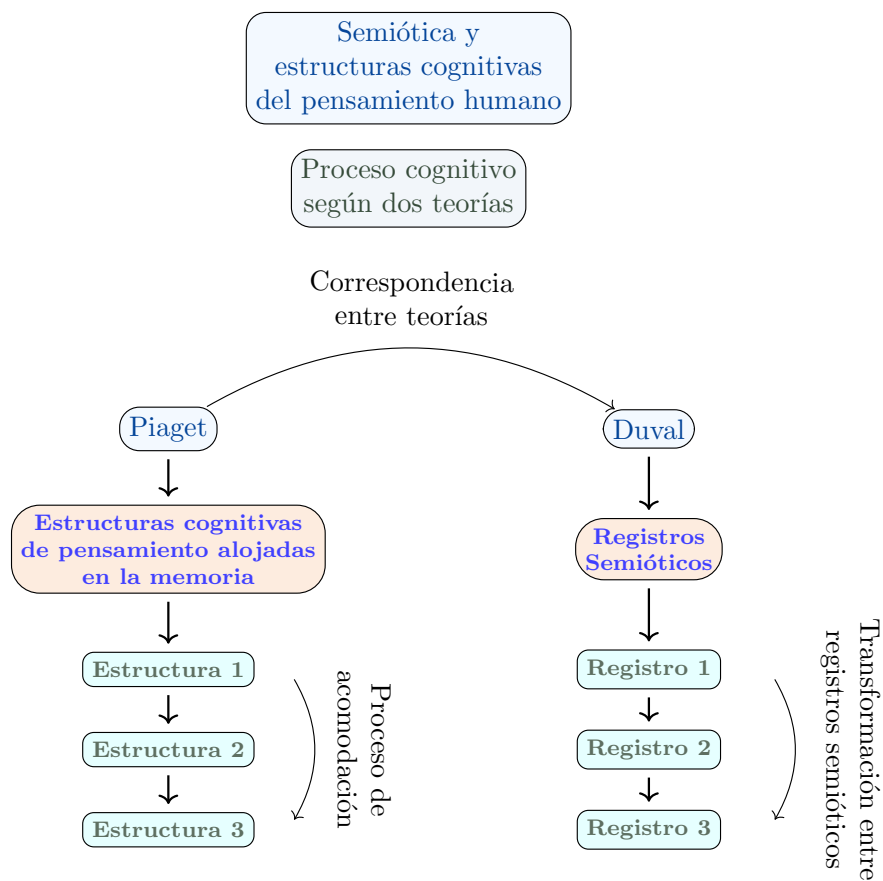 Semiótica y
estructuras cognitivas
del pensamiento humano
Proceso cognitivo
según dos teorías
Correspondencia
entre teorías
Piaget
Duval
Estructuras cognitivas
de pensamiento alojadas
en la memoria
Registros
Semióticos
Estructura 1
Estructura 2
Estructura 3
Proceso de
acomodación
Registro 1
Registro 2
Registro 3
Transformación entre
registros semióticos